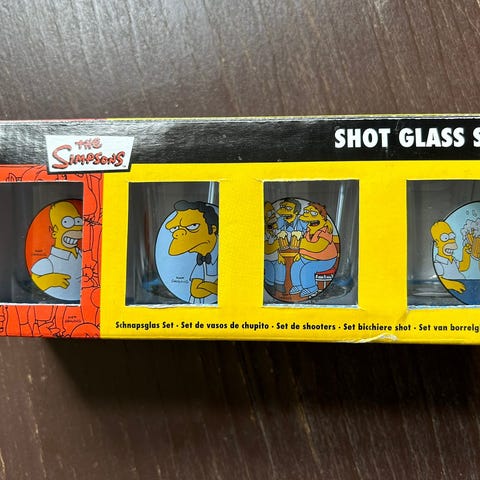 THE
SIMPSONS
SHOT GLASS S
Schnapsglas Set · Set de vasos de chupito · Set de shooters · Set bicchiere shot · Set van borrelg